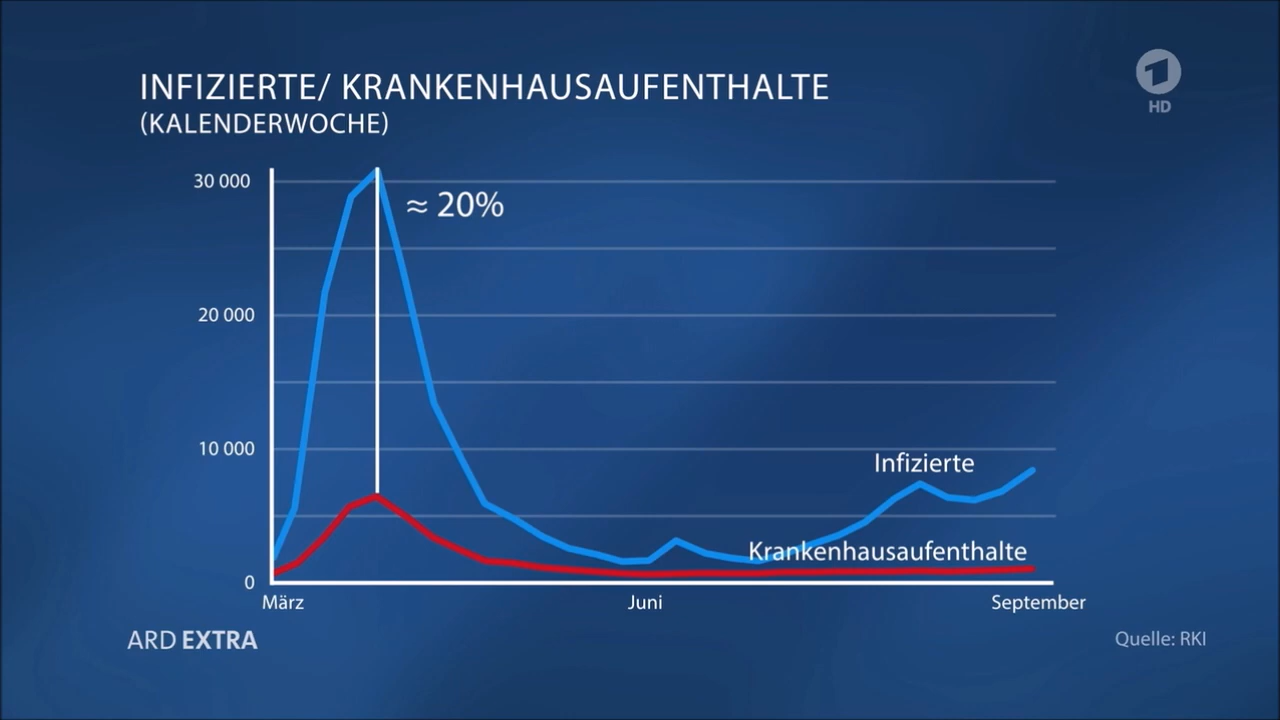 INFIZIERTE/ KRANKENHAUSAUFENTHALTE
(KALENDERWOCHE)
1
HD
30 000
≈ 20%
20 000
10 000
Infizierte
Krankenhausaufenthalte
0
März
Juni
September
ARD EXTRA
Quelle: RKI